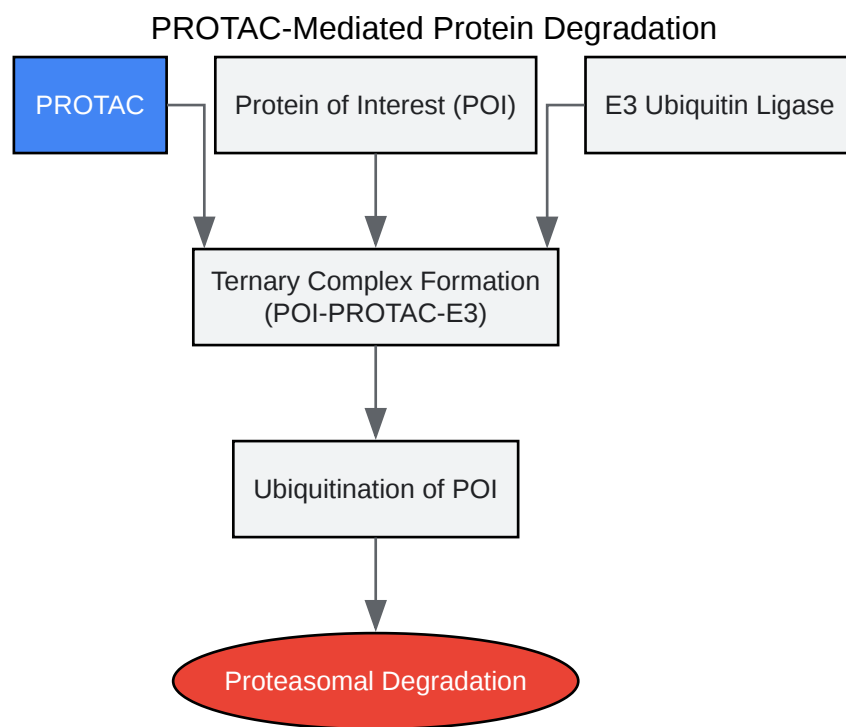 PROTAC-Mediated Protein Degradation
PROTAC
Protein of Interest (POI)
E3 Ubiquitin Ligase
Ternary Complex Formation
(POI-PROTAC-E3)
Ubiquitination of POI
Proteasomal Degradation